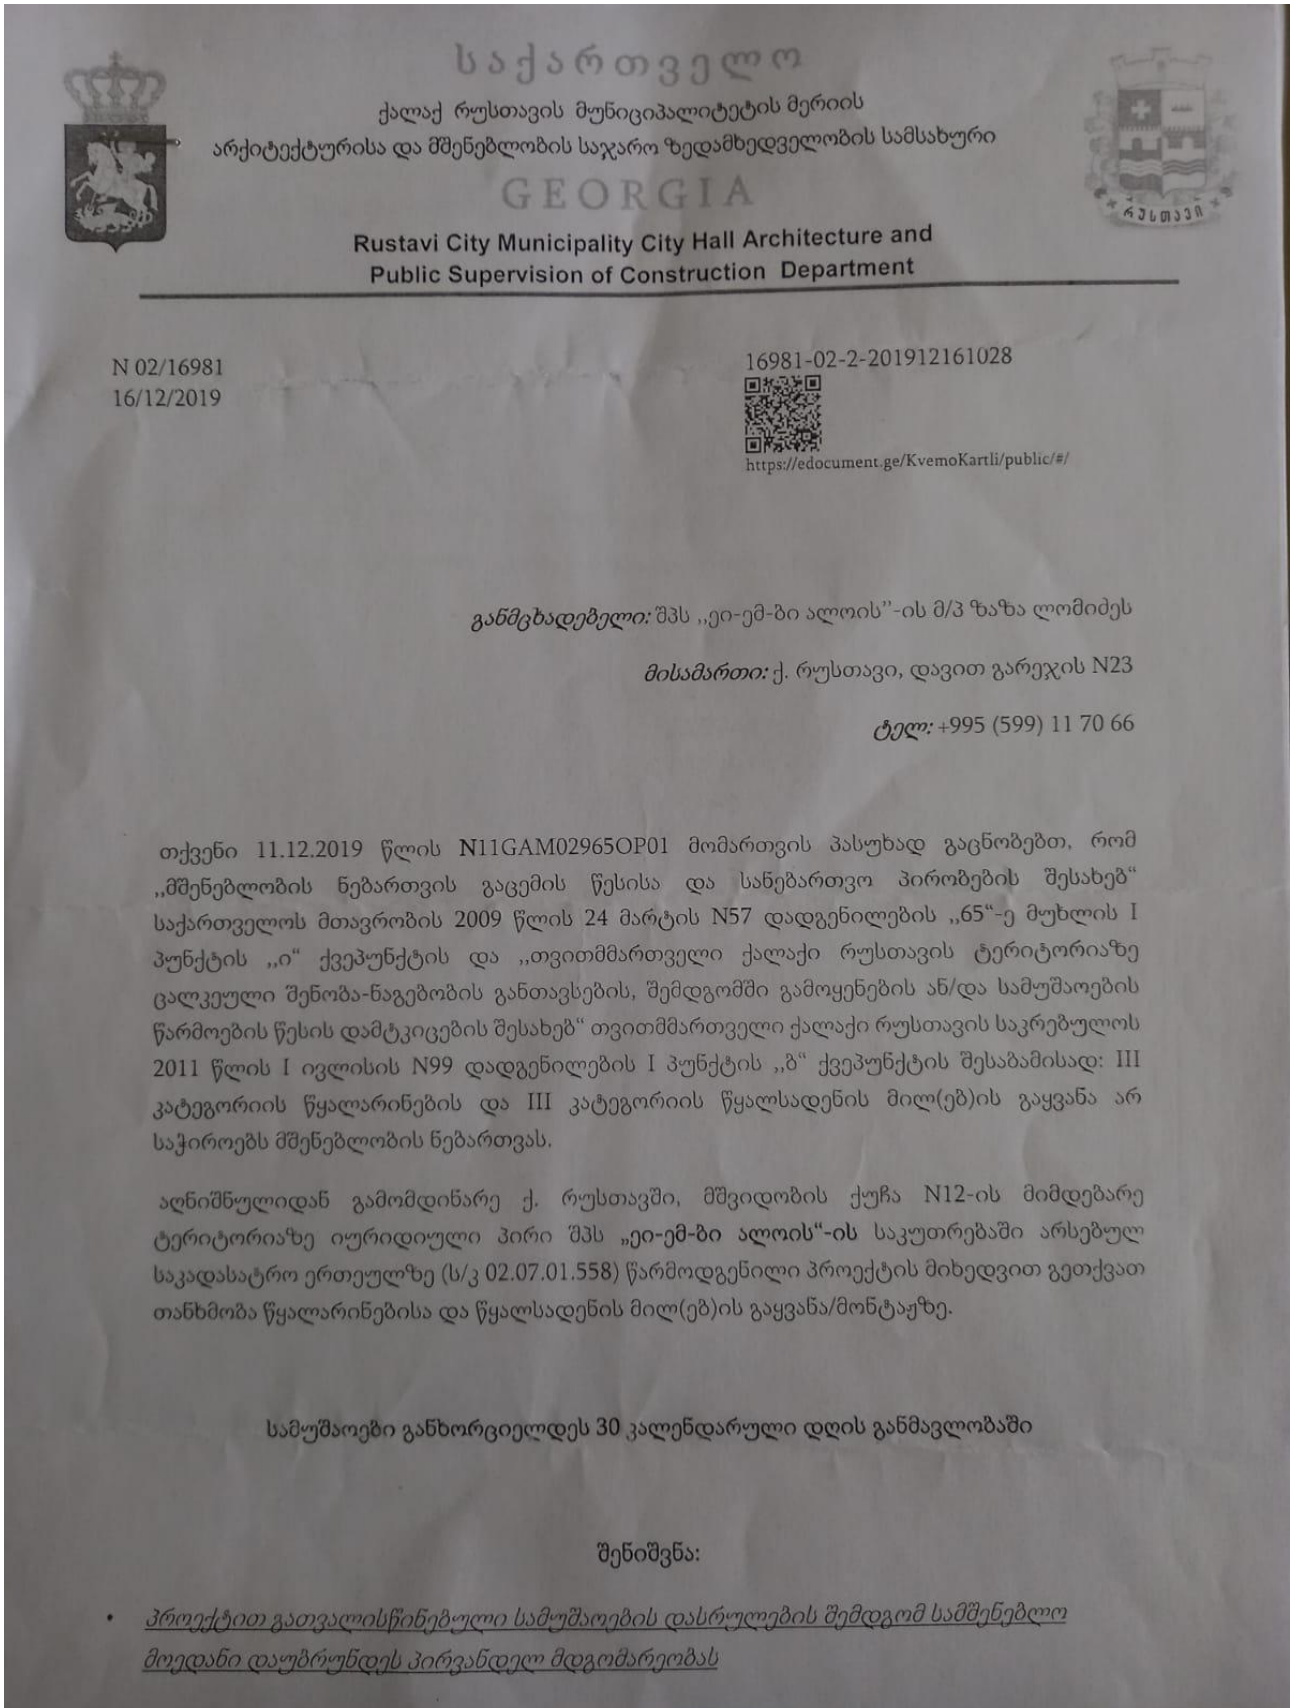 საქართველო
ქალაქ რუსთავის მუნიციპალიტეტის მერიის
არქიტექტურისა და მშენებლობის საჯარო ზედამხედველობის სამსახური
GEORGIA
რუსთავი
Rustavi City Municipality City Hall Architecture and
Public Supervision of Construction Department
N 02/16981
16/12/2019
16981-02-2-201912161028
https://edocument.ge/KvemoKartli/public/#/
განმცხადებელი: შპს ,,ეი-ემ-ბი ალოის’’-ის მ/პ ზაზა ლომიძეს
მისამართი: ქ. რუსთავი, დავით გარეჯის N23
ტელ: +995 (599) 11 70 66
თქვენი 11.12.2019 წლის N11GAM02965OP01 მომართვის პასუხად გაცნობებთ, რომ
,,მშენებლობის ნებართვის გაცემის წესისა და სანებართვო პირობების შესახებ“
საქართველოს მთავრობის 2009 წლის 24 მარტის N57 დადგენილების ,,65“-ე მუხლის I
პუნქტის ,,ი“ ქვეპუნქტის და ,,თვითმმართველი ქალაქი რუსთავის ტერიტორიაზე
ცალკეული შენობა-ნაგებობის განთავსების, შემდგომში გამოყენების ან/და სამუშაოების
წარმოების წესის დამტკიცების შესახებ“ თვითმმართველი ქალაქი რუსთავის საკრებულოს
2011 წლის I ივლისის N99 დადგენილების I პუნქტის ,,ბ“ ქვეპუნქტის შესაბამისად: III
კატეგორიის წყალარინების და III კატეგორიის წყალსადენის მილ(ებ)ის გაყვანა არ
საჭიროებს მშენებლობის ნებართვას.
აღნიშნულიდან გამომდინარე ქ. რუსთავში, მშვიდობის ქუჩა N12-ის მიმდებარე
ტერიტორიაზე იურიდიული პირი შპს „ეი-ემ-ბი ალოის“-ის საკუთრებაში არსებულ
საკადასატრო ერთეულზე (ს/კ 02.07.01.558) წარმოდგენილი პროექტის მიხედვით გეთქვათ
თანხმობა წყალარინებისა და წყალსადენის მილ(ებ)ის გაყვანა/მონტაჟზე.
სამუშაოები განხორციელდეს 30 კალენდარული დღის განმავლობაში
შენიშვნა:
• პროექტით გათვალისწინებული სამუშაოების დასრულების შემდგომ სამშენებლო
მოედანი დაუბრუნდეს პირვანდელ მდგომარეობას